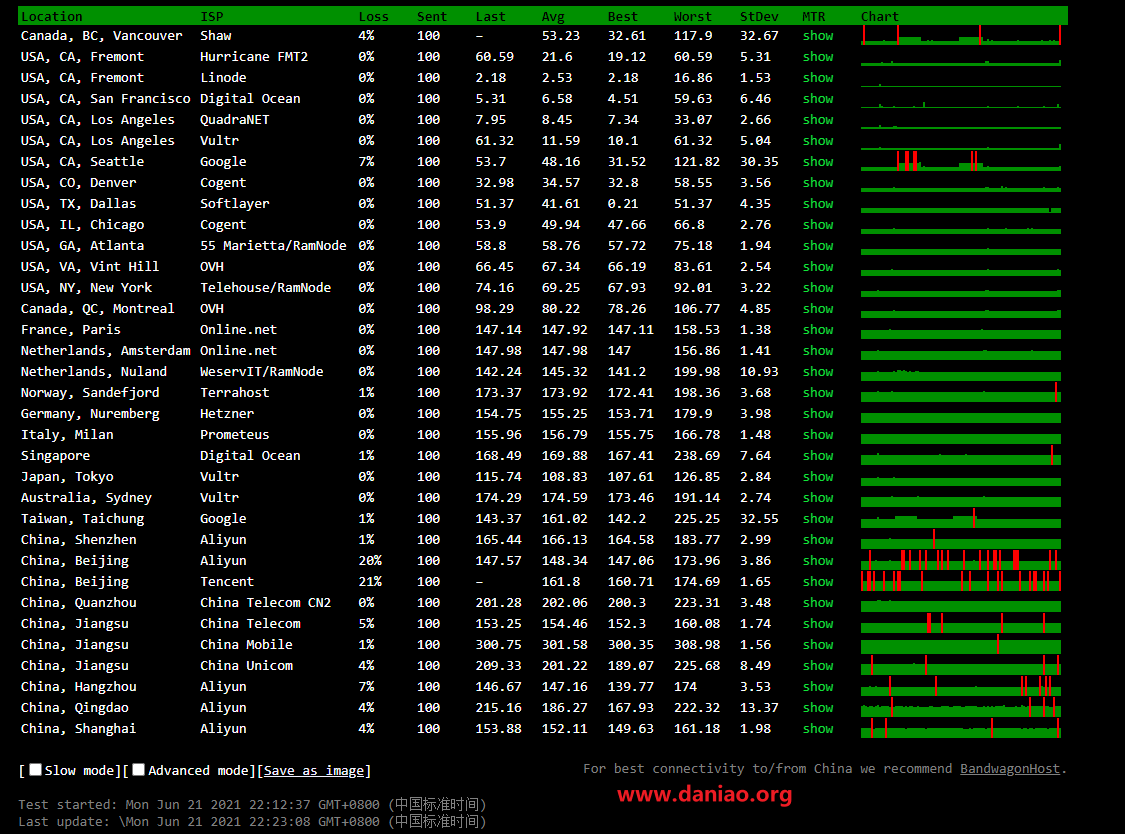 Location ISP Loss Sent Last Avg Best Worst StDev MTR Chart
Canada, BC, Vancouver Shaw 4% 100 – 53.23 32.61 117.9 32.67 show
USA, CA, Fremont Hurricane FMT2 0% 100 60.59 21.6 19.12 60.59 5.31 show
USA, CA, Fremont Linode 0% 100 2.18 2.53 2.18 16.86 1.53 show
USA, CA, San Francisco Digital Ocean 0% 100 5.31 6.58 4.51 59.63 6.46 show
USA, CA, Los Angeles QuadraNET 0% 100 7.95 8.45 7.34 33.07 2.66 show
USA, CA, Los Angeles Vultr 0% 100 61.32 11.59 10.1 61.32 5.04 show
USA, CA, Seattle Google 7% 100 53.7 48.16 31.52 121.82 30.35 show
USA, CO, Denver Cogent 0% 100 32.98 34.57 32.8 58.55 3.56 show
USA, TX, Dallas Softlayer 0% 100 51.37 41.61 0.21 51.37 4.35 show
USA, IL, Chicago Cogent 0% 100 53.9 49.94 47.66 66.8 2.76 show
USA, GA, Atlanta 55 Marietta/RamNode 0% 100 58.8 58.76 57.72 75.18 1.94 show
USA, VA, Vint Hill OVH 0% 100 66.45 67.34 66.19 83.61 2.54 show
USA, NY, New York Telehouse/RamNode 0% 100 74.16 69.25 67.93 92.01 3.22 show
Canada, QC, Montreal OVH 0% 100 98.29 80.22 78.26 106.77 4.85 show
France, Paris Online.net 0% 100 147.14 147.92 147.11 158.53 1.38 show
Netherlands, Amsterdam Online.net 0% 100 147.98 147.98 147 156.86 1.41 show
Netherlands, Nuland WeservIT/RamNode 0% 100 142.24 145.32 141.2 199.98 10.93 show
Norway, Sandefjord Terrahost 1% 100 173.37 173.92 172.41 198.36 3.68 show
Germany, Nuremberg Hetzner 0% 100 154.75 155.25 153.71 179.9 3.98 show
Italy, Milan Prometeus 0% 100 155.96 156.79 155.75 166.78 1.48 show
Singapore Digital Ocean 1% 100 168.49 169.88 167.41 238.69 7.64 show
Japan, Tokyo Vultr 0% 100 115.74 108.83 107.61 126.85 2.84 show
Australia, Sydney Vultr 0% 100 174.29 174.59 173.46 191.14 2.74 show
Taiwan, Taichung Google 1% 100 143.37 161.02 142.2 225.25 32.55 show
China, Shenzhen Aliyun 1% 100 165.44 166.13 164.58 183.77 2.99 show
China, Beijing Aliyun 20% 100 147.57 148.34 147.06 173.96 3.86 show
China, Beijing Tencent 21% 100 – 161.8 160.71 174.69 1.65 show
China, Quanzhou China Telecom CN2 0% 100 201.28 202.06 200.3 223.31 3.48 show
China, Jiangsu China Telecom 5% 100 153.25 154.46 152.3 160.08 1.74 show
China, Jiangsu China Mobile 1% 100 300.75 301.58 300.35 308.98 1.56 show
China, Jiangsu China Unicom 4% 100 209.33 201.22 189.07 225.68 8.49 show
China, Hangzhou Aliyun 7% 100 146.67 147.16 139.77 174 3.53 show
China, Qingdao Aliyun 4% 100 215.16 186.27 167.93 222.32 13.37 show
China, Shanghai Aliyun 4% 100 153.88 152.11 149.63 161.18 1.98 show
[ Slow mode][ Advanced mode][Save as image] For best connectivity to/from China we recommend BandwagonHost.
www.daniao.org
Test started: Mon Jun 21 2021 22:12:37 GMT+0800 (中国标准时间)
Last update: \Mon Jun 21 2021 22:23:08 GMT+0800 (中国标准时间)